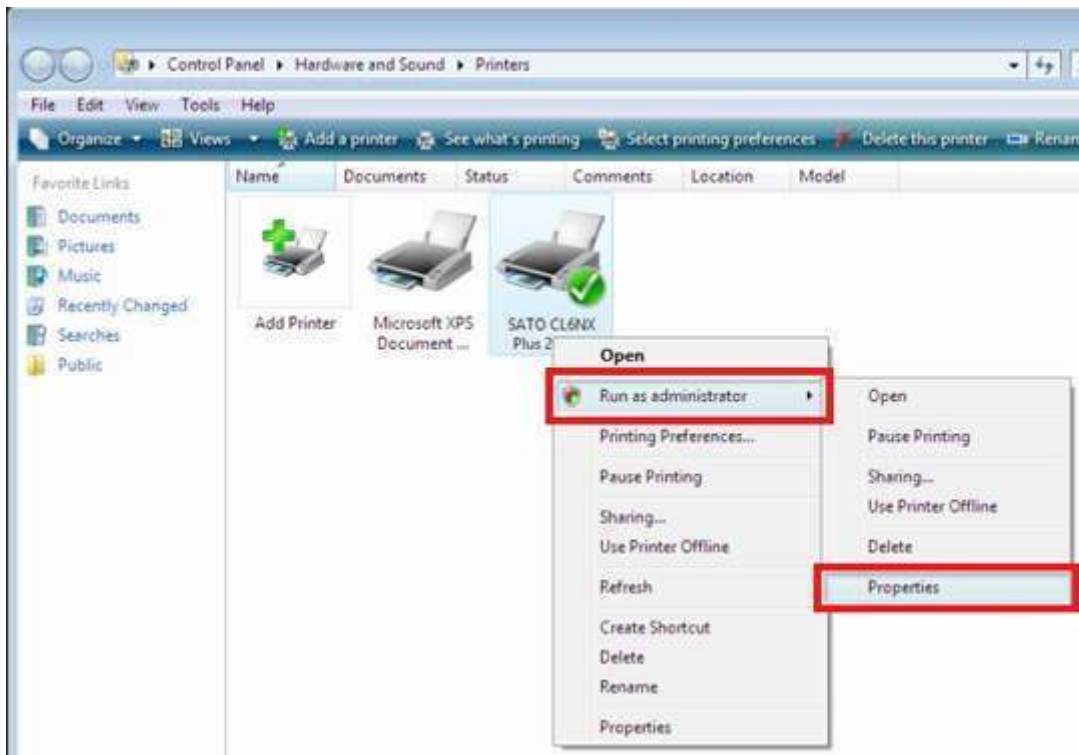 Control Panel Hardware and Sound Printers
File Edit View Tools Help
Organize Views Add a printer See what's printing Select printing preferences Delete this printer Renam
Favorite Links
Documents
Pictures
Music
Recently Changed
Searches
Public
Name Documents Status Comments Location Model
Add Printer
Microsoft XPS
Document ...
SATO CL6NX
Plus 2
Open
Run as administrator
Printing Preferences...
Pause Printing
Sharing...
Use Printer Offline
Refresh
Create Shortcut
Delete
Rename
Properties
Open
Pause Printing
Sharing...
Use Printer Offline
Delete
Properties